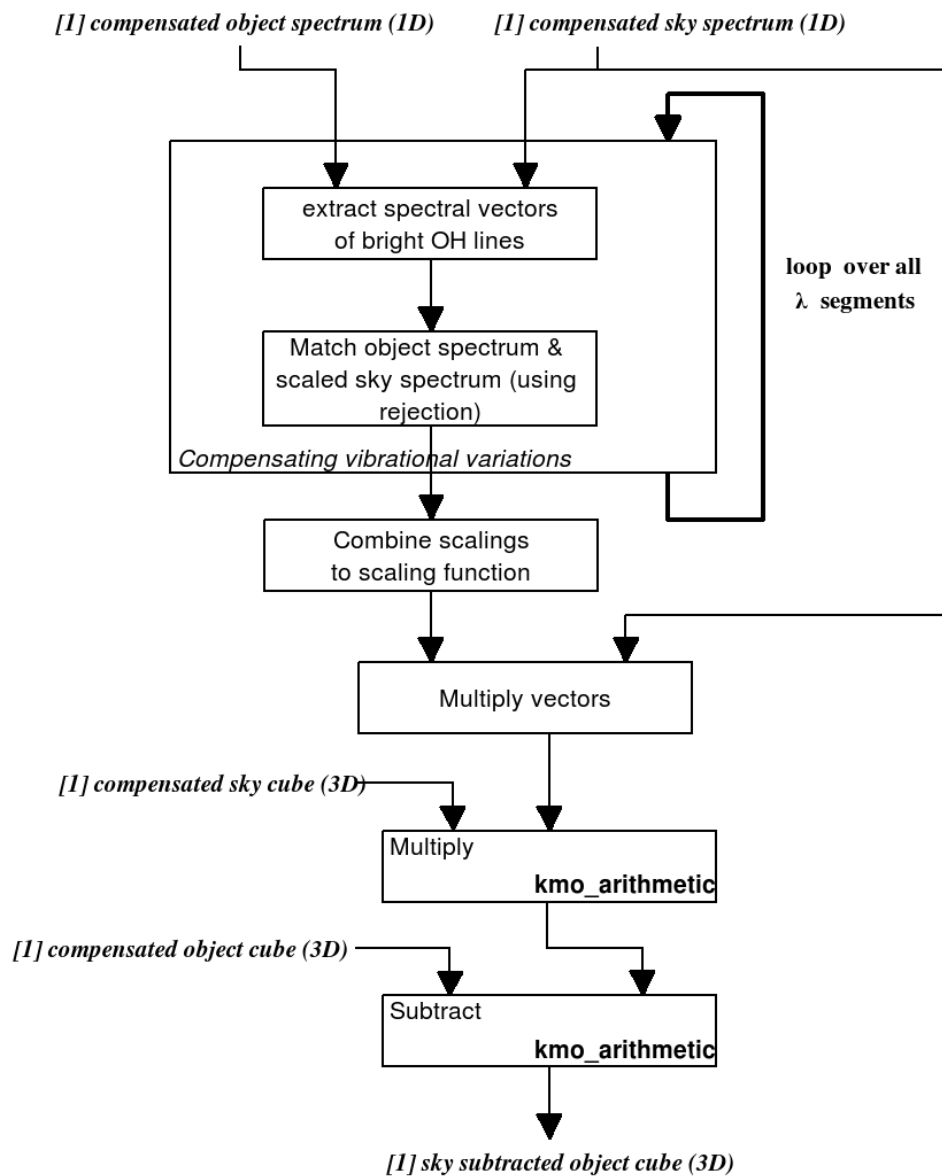 [1] compensated object spectrum (1D)
[1] compensated sky spectrum (1D)
extract spectral vectors
of bright OH lines
loop over all
λ segments
Match object spectrum &
scaled sky spectrum (using
rejection)
Compensating vibrational variations
Combine scalings
to scaling function
Multiply vectors
[1] compensated sky cube (3D)
Multiply
kmo_arithmetic
[1] compensated object cube (3D)
Subtract
kmo_arithmetic
[1] sky subtracted object cube (3D)